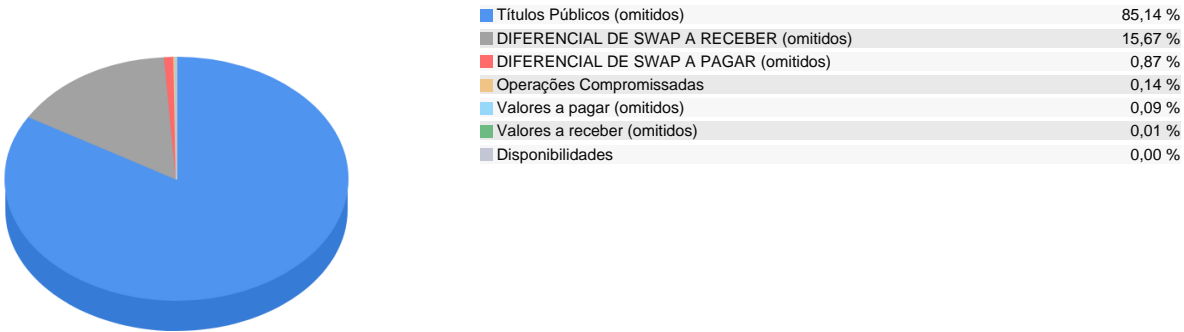 Títulos Públicos (omitidos) 85,14 %
DIFERENCIAL DE SWAP A RECEBER (omitidos) 15,67 %
DIFERENCIAL DE SWAP A PAGAR (omitidos) 0,87 %
Operações Compromissadas 0,14 %
Valores a pagar (omitidos) 0,09 %
Valores a receber (omitidos) 0,01 %
Disponibilidades 0,00 %